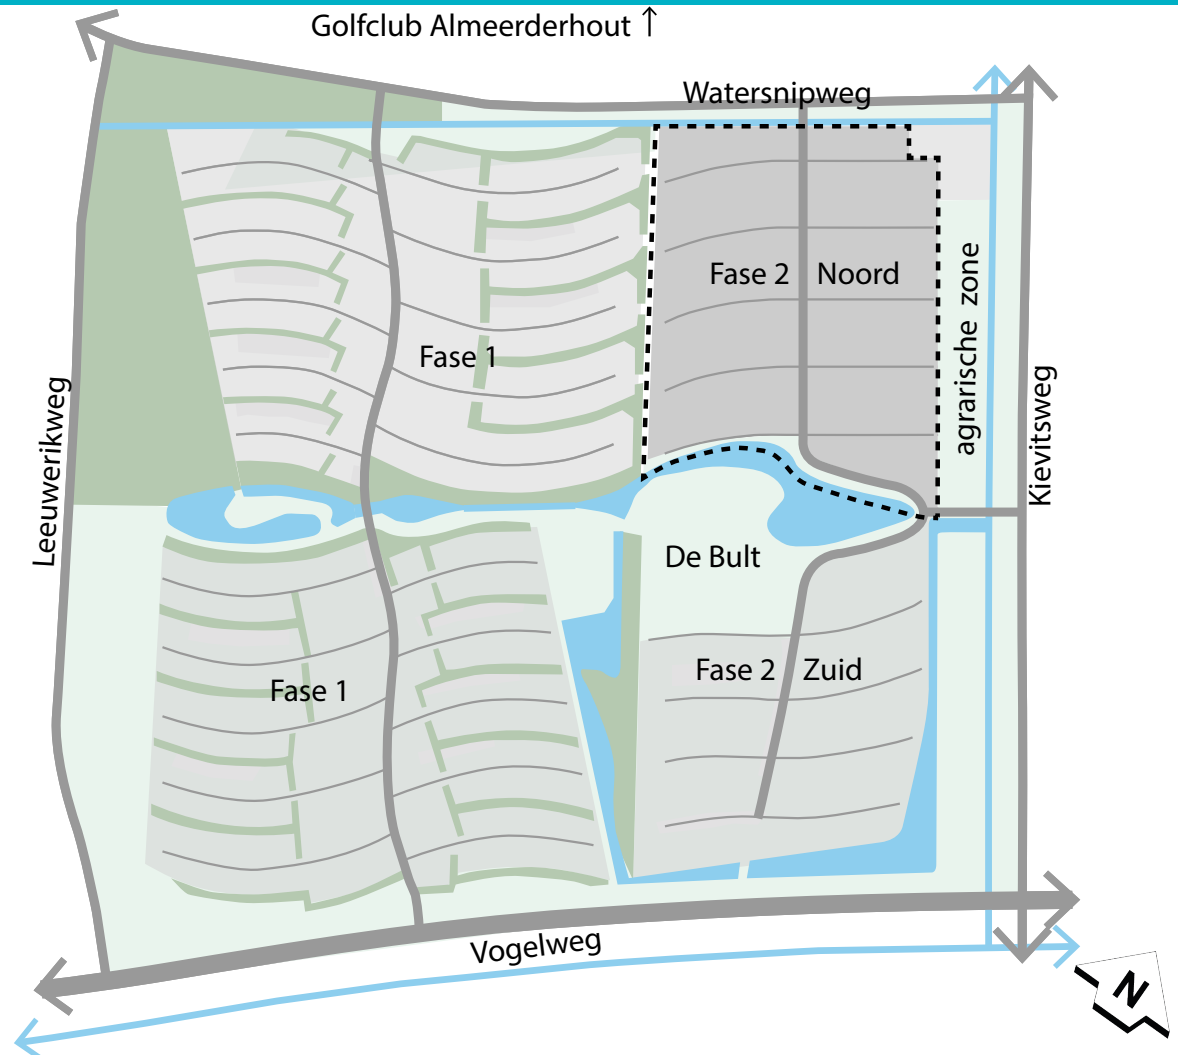 Golfclub Almeerderhout ↑
Watersnipweg
Fase 2 Noord
agrarische zone
Fase 1
Kievitsweg
Leeuwerikweg
De Bult
Fase 2 Zuid
Fase 1
Vogelweg
N